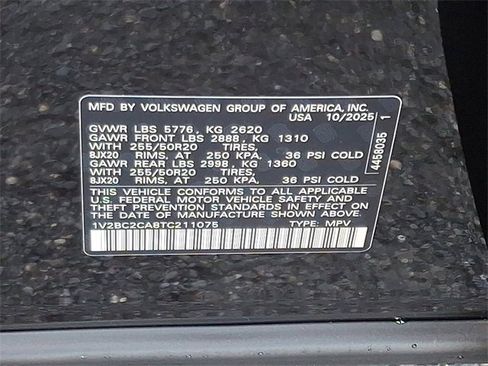 MFD BY VOLKSWAGEN GROUP OF AMERICA, INC.
USA 10/2025
GVWR LBS 5776, KG 2620
GAWR FRONT LBS 2888, KG 1310
WITH 255/50R20 TIRES,
8JX20 RIMS, AT 250 KPA, 36 PSI COLD
GAWR REAR LBS 2998, KG 1360
WITH 255/50R20 TIRES,
8JX20 RIMS, AT 250 KPA, 36 PSI COLD
THIS VEHICLE CONFORMS TO ALL APPLICABLE
U.S. FEDERAL MOTOR VEHICLE SAFETY AND
THEFT PREVENTION STANDARDS IN EFFECT ON
THE DATE OF MANUFACTURE SHOWN ABOVE.
1V2BC2CA8TC211075 TYPE: MPV
4458035 1